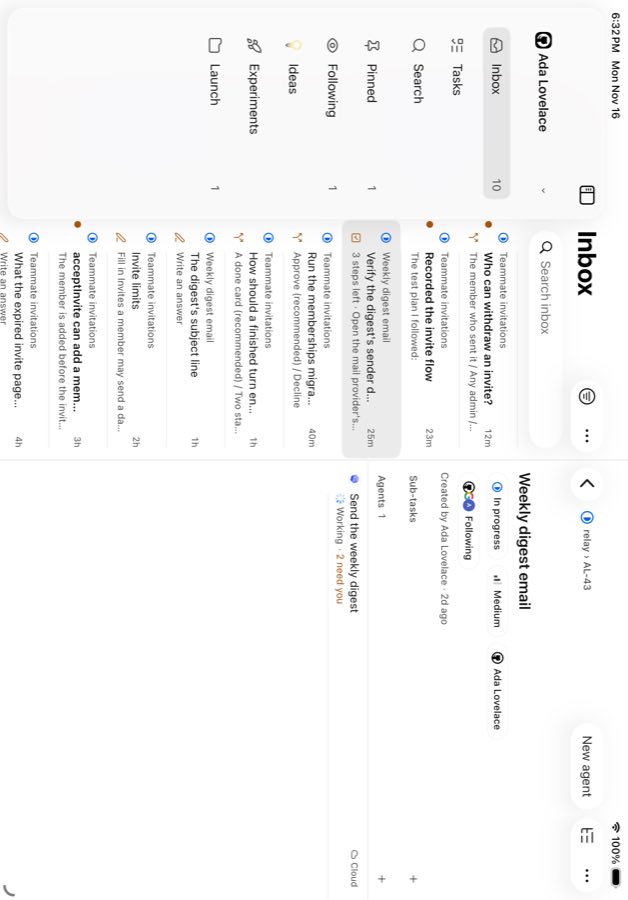 6:32 PM Mon Nov 16
100%
Ada Lovelace
Inbox 10
Tasks
Search
Pinned 1
Following 1
Ideas
Experiments
Launch 1
Inbox
Search inbox
Teammate invitations
Who can withdraw an invite? 12m
The member who sent it / Any admin /...
Teammate invitations
Recorded the invite flow 23m
The test plan I followed:
Weekly digest email
Verify the digest's sender d... 25m
3 steps left · Open the mail provider's...
Teammate invitations
Run the memberships migra... 40m
Approve (recommended) / Decline
Teammate invitations
How should a finished turn en... 1h
A done card (recommended) / Two sta...
Weekly digest email
The digest's subject line 1h
Write an answer
Teammate invitations
Invite limits 2h
Fill in Invites a member may send a da...
Teammate invitations
acceptInvite can add a mem... 3h
The member is added before the invit...
Teammate invitations
What the expired invite page... 4h
Write an answer
relay › AL-43
New agent
Weekly digest email
In progress Medium Ada Lovelace
Following
Created by Ada Lovelace · 2d ago
Sub-tasks
Agents 1
Send the weekly digest Cloud
Working · 2 need you